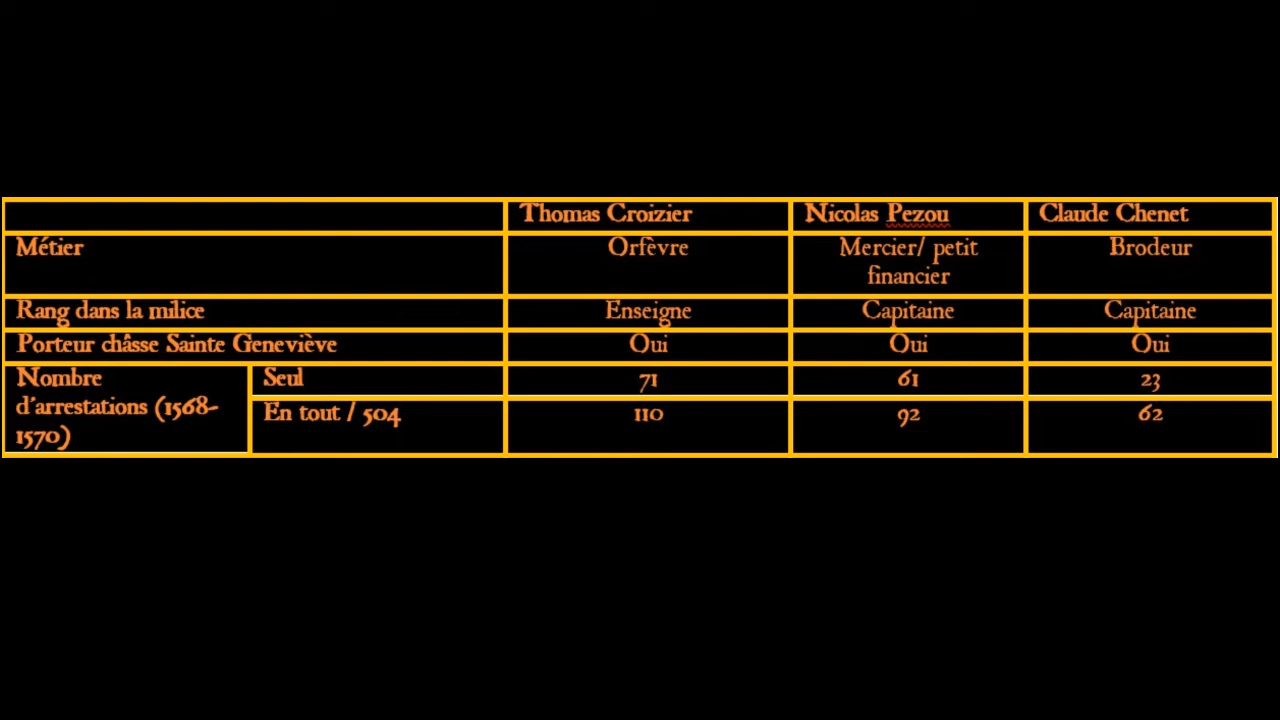 Thomas Croizier Nicolas Pezou Claude Chenet
Métier Orfèvre Mercier/ petit
financier Brodeur
Rang dans la milice Enseigne Capitaine Capitaine
Porteur châsse Sainte Geneviève Oui Oui Oui
Nombre
d’arrestations (1568-
1570)
Seul 71 61 23
En tout / 504 110 92 62